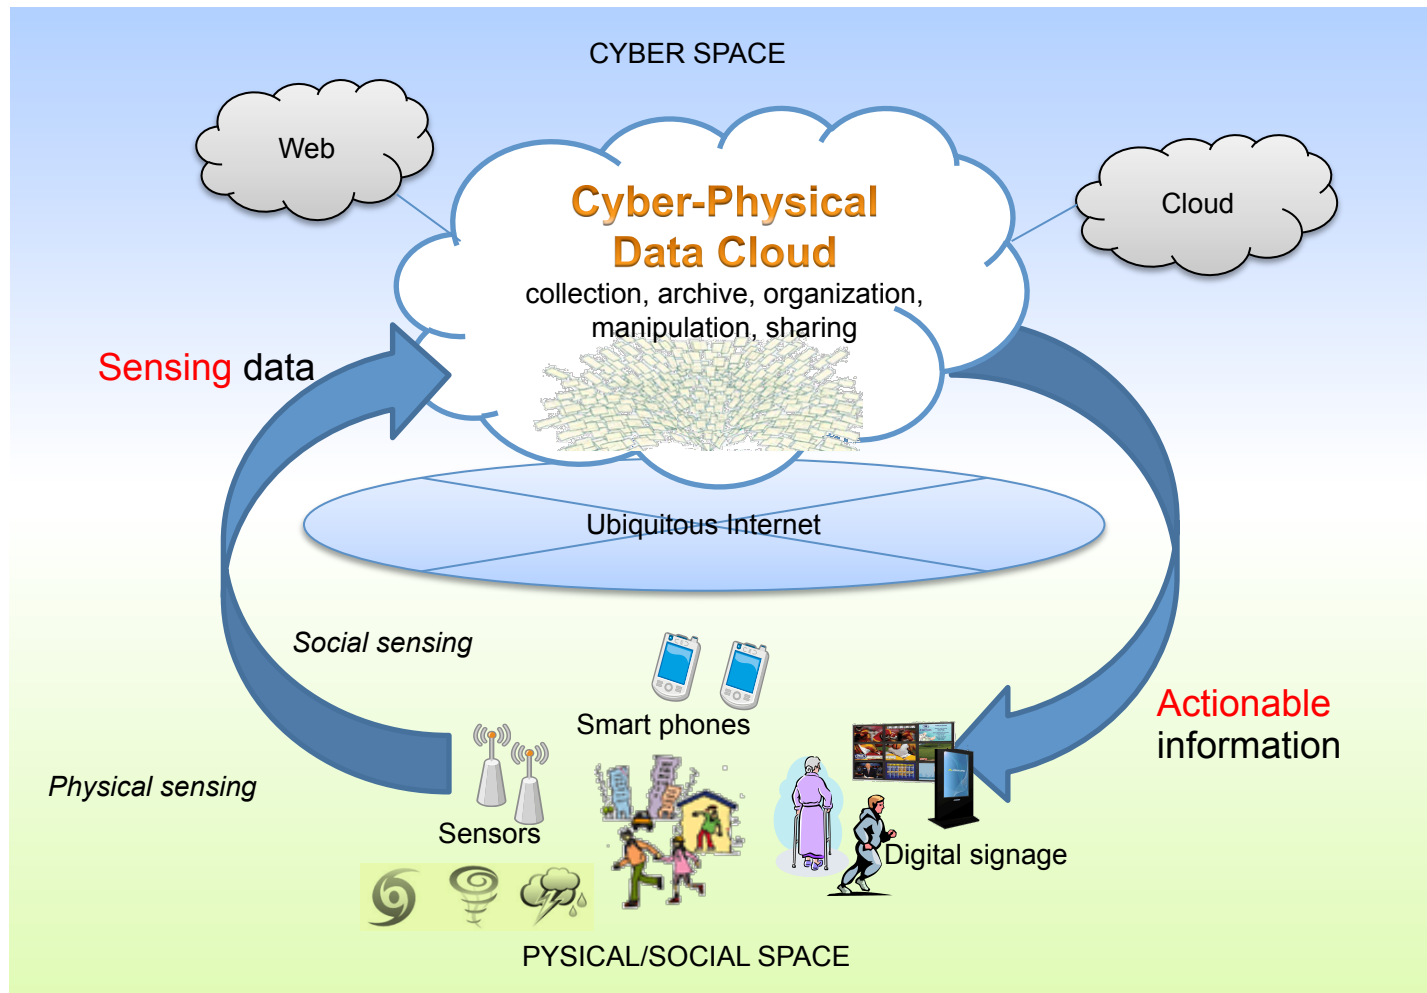 CYBER SPACE
Web
Cloud
Cyber-Physical
Data Cloud
collection, archive, organization,
manipulation, sharing
Sensing data
Ubiquitous Internet
Social sensing
Smart phones
Actionable
information
Physical sensing
Sensors
Digital signage
PYSICAL/SOCIAL SPACE